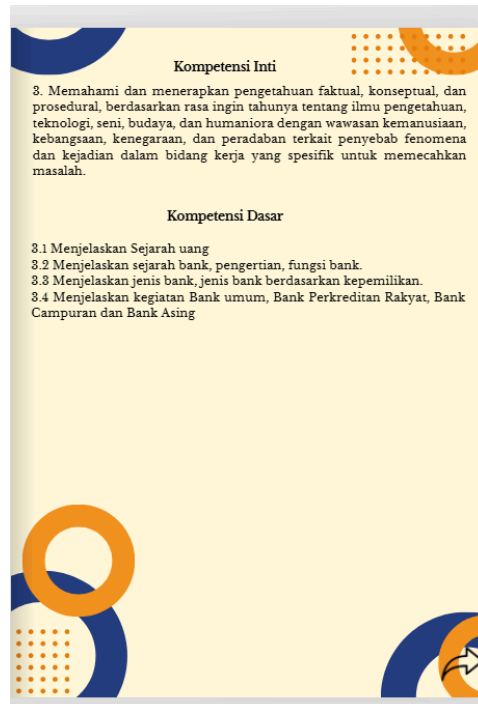 Kompetensi Inti
3. Memahami dan menerapkan pengetahuan faktual, konseptual, dan
prosedural, berdasarkan rasa ingin tahunya tentang ilmu pengetahuan,
teknologi, seni, budaya, dan humaniora dengan wawasan kemanusiaan,
kebangsaan, kenegaraan, dan peradaban terkait penyebab fenomena
dan kejadian dalam bidang kerja yang spesifik untuk memecahkan
masalah.
Kompetensi Dasar
3.1 Menjelaskan Sejarah uang
3.2 Menjelaskan sejarah bank, pengertian, fungsi bank.
3.3 Menjelaskan jenis bank, jenis bank berdasarkan kepemilikan.
3.4 Menjelaskan kegiatan Bank umum, Bank Perkreditan Rakyat, Bank
Campuran dan Bank Asing